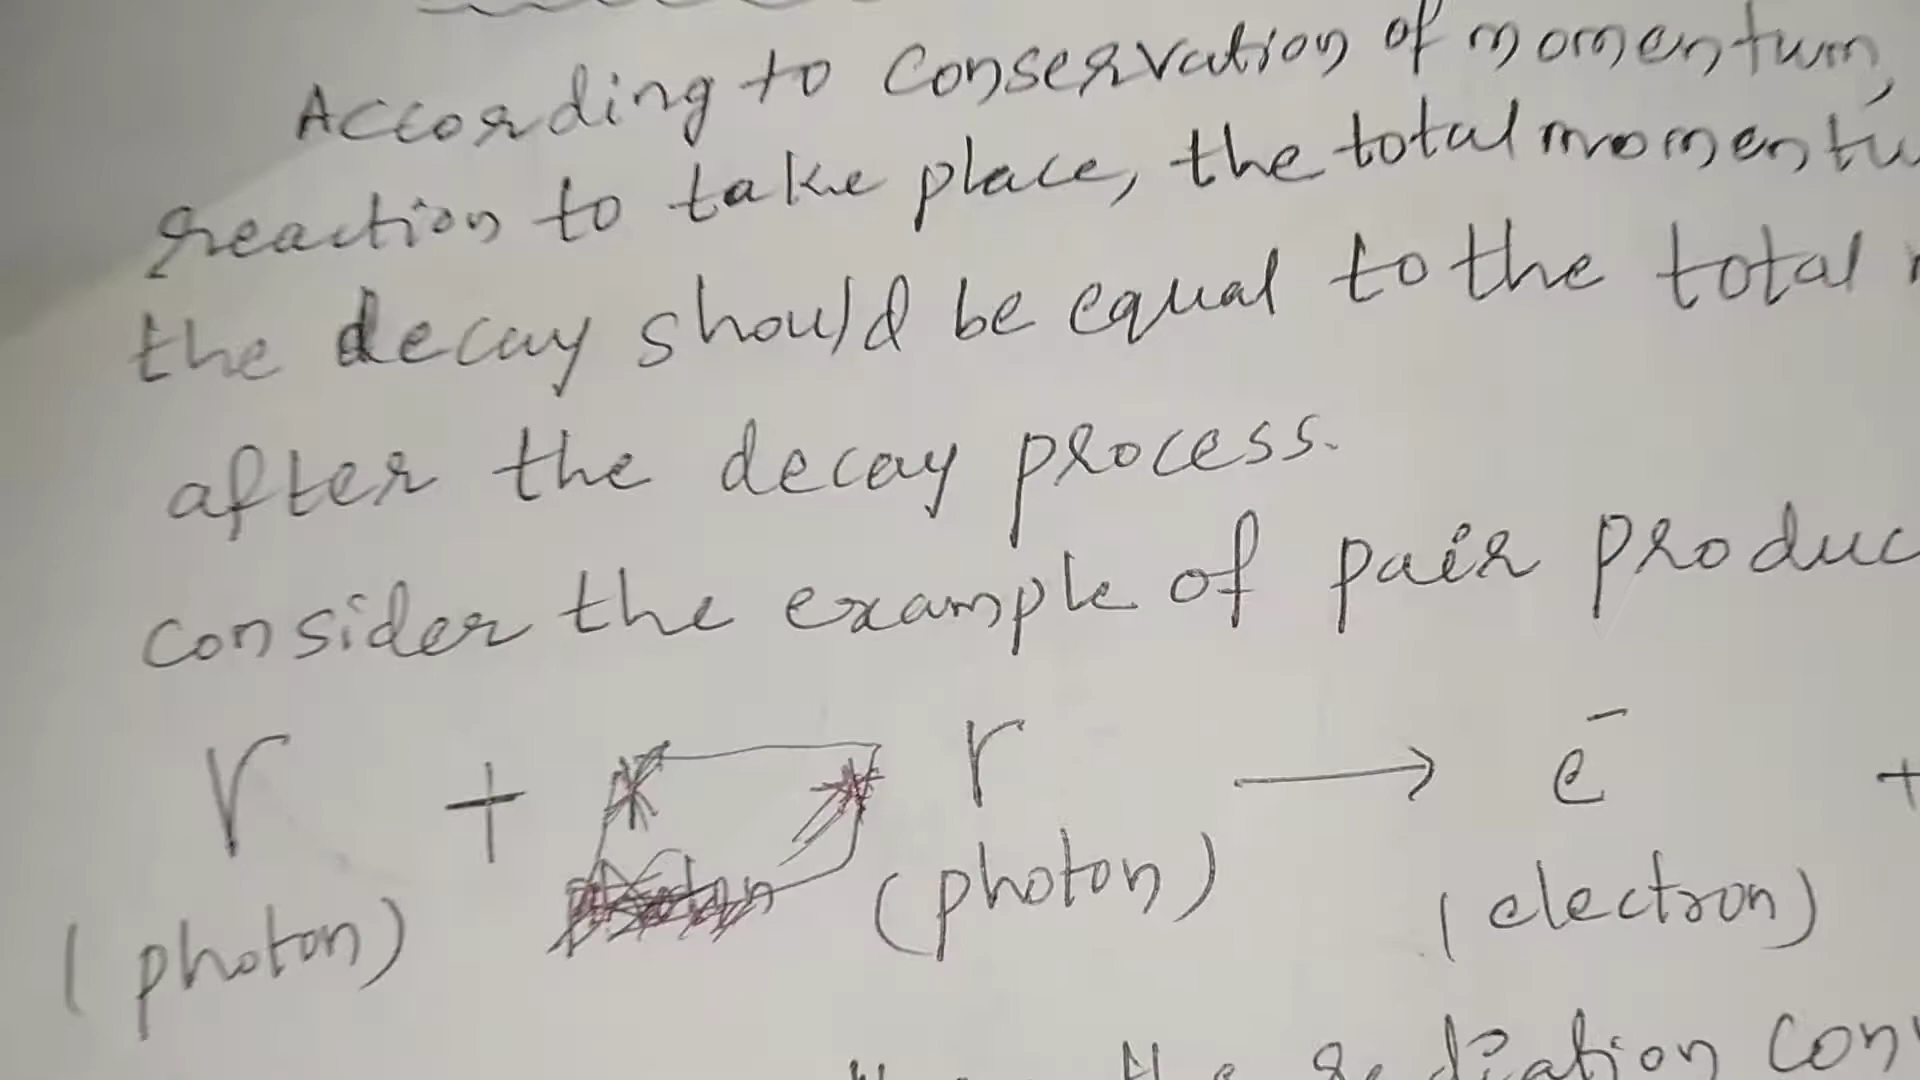 According to Conservation of momentum,
reaction to take place, the total momentu
the decay should be equal to the total
after the decay process.
consider the example of pair produc
r + r → e⁻ +
(photon) (photon) (electron)